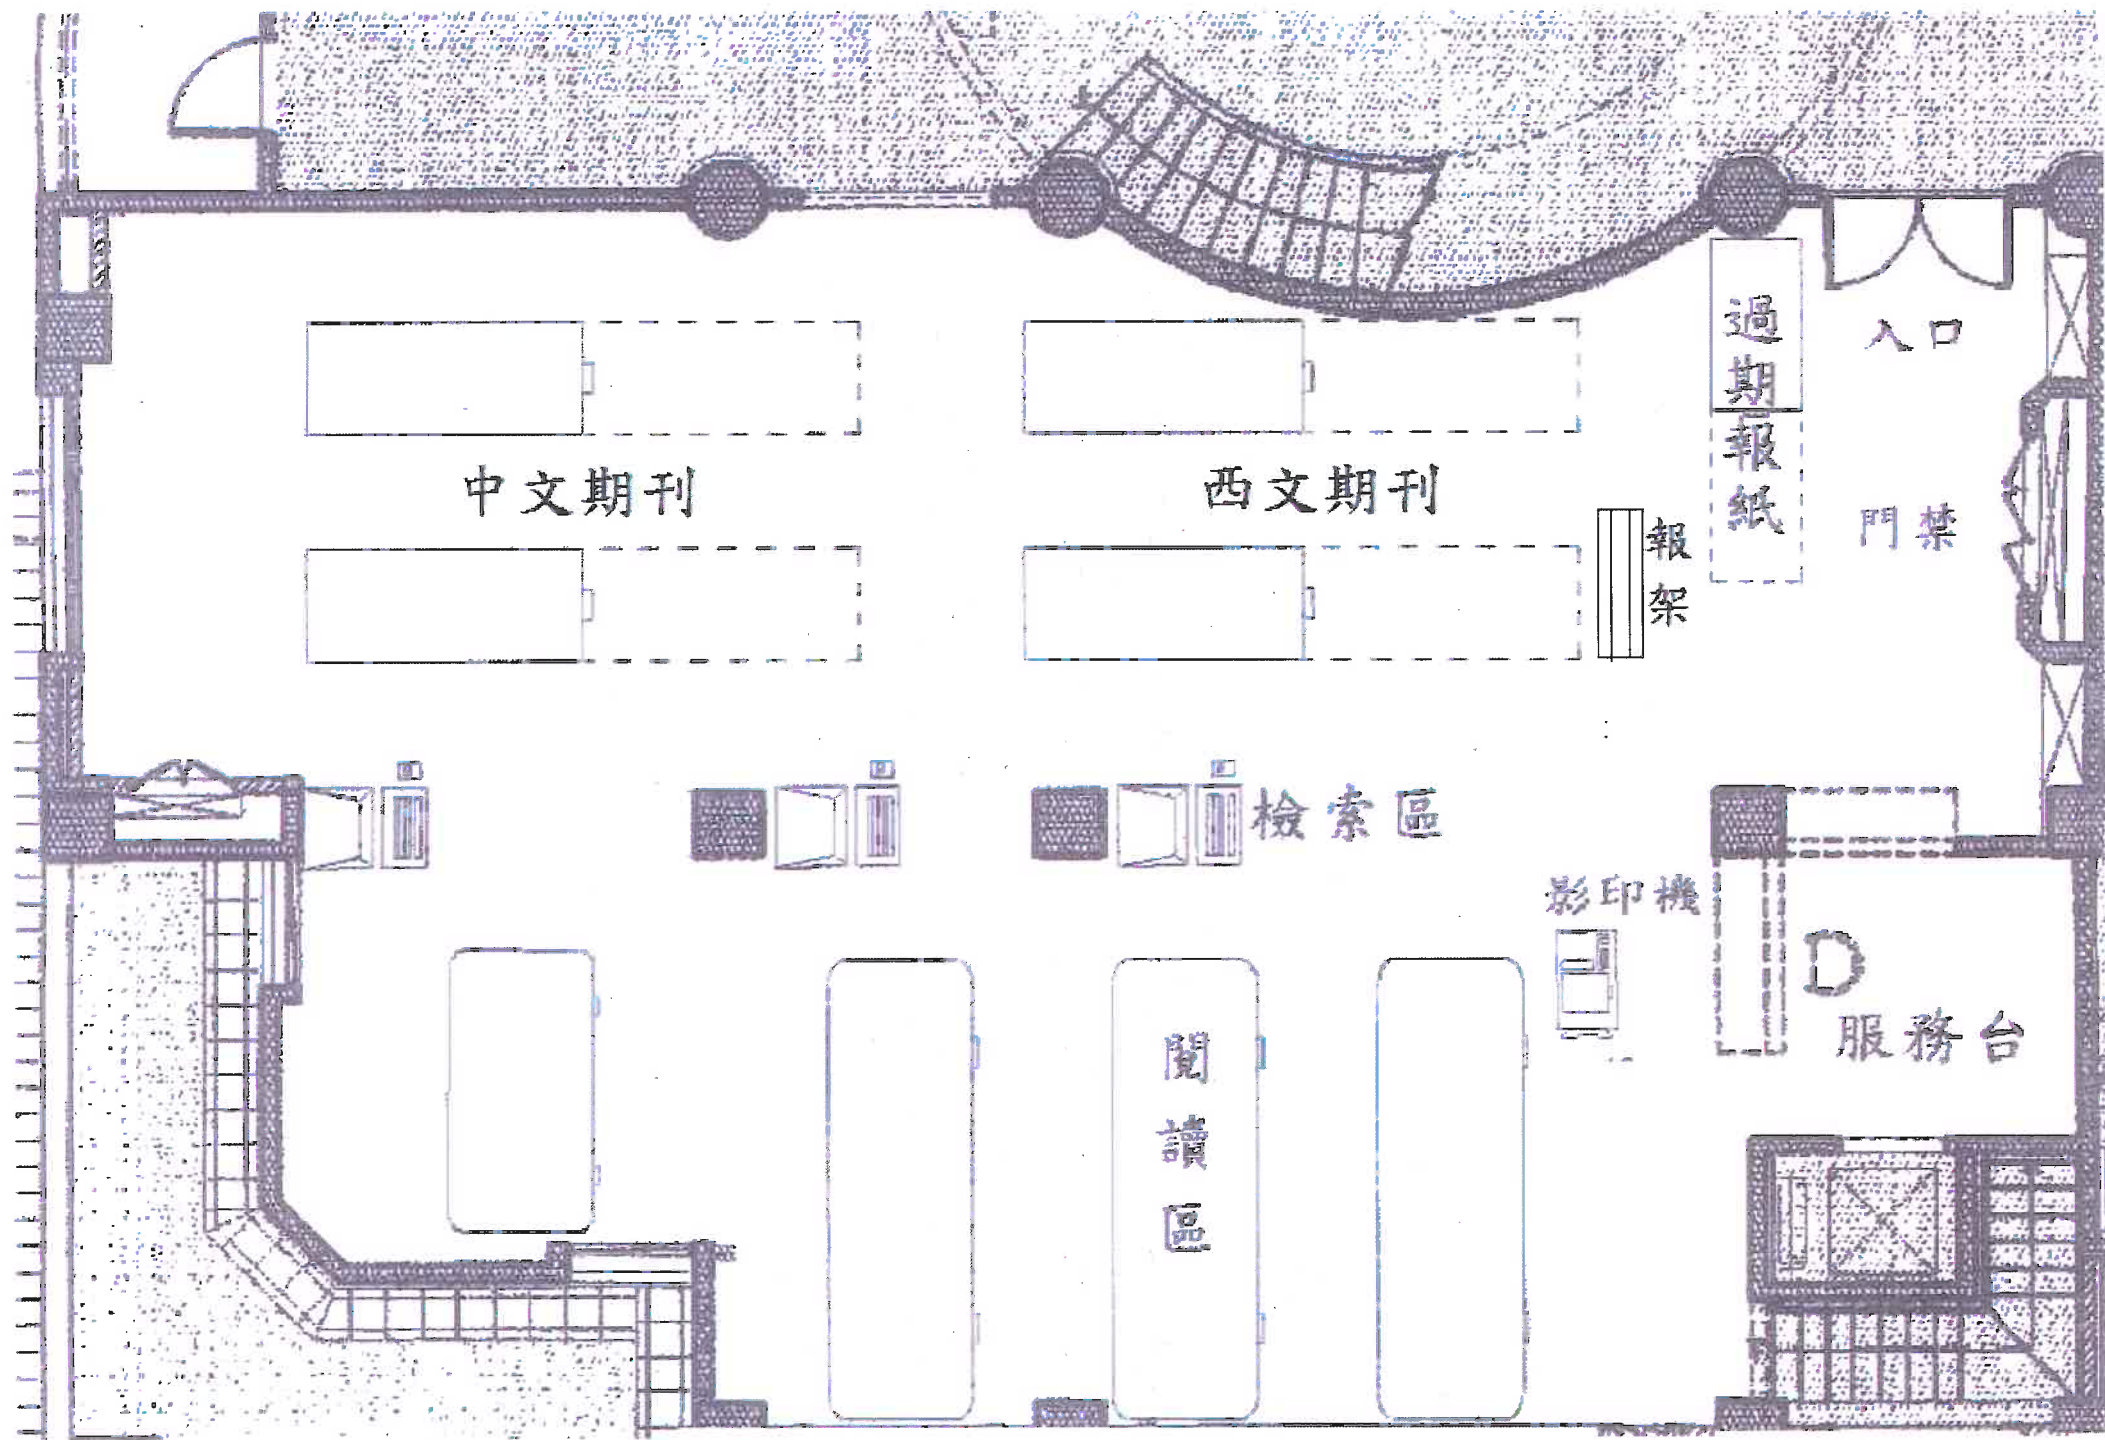 入口
過期報紙
中文期刊
西文期刊
門禁
報架
檢索區
影印機
服務台
閱讀區